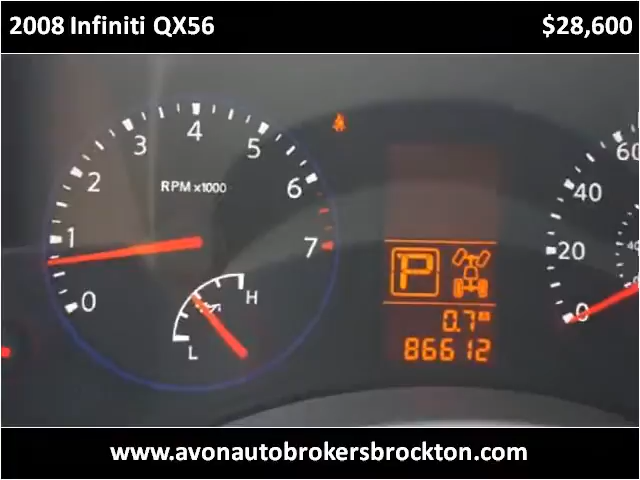 2008 Infiniti QX56 $28,600
3 4 5
2 6
RPM x1000
1 7
0
H
L
P
0.7
86612
60
40
20
0
www.avonautobrokersbrockton.com